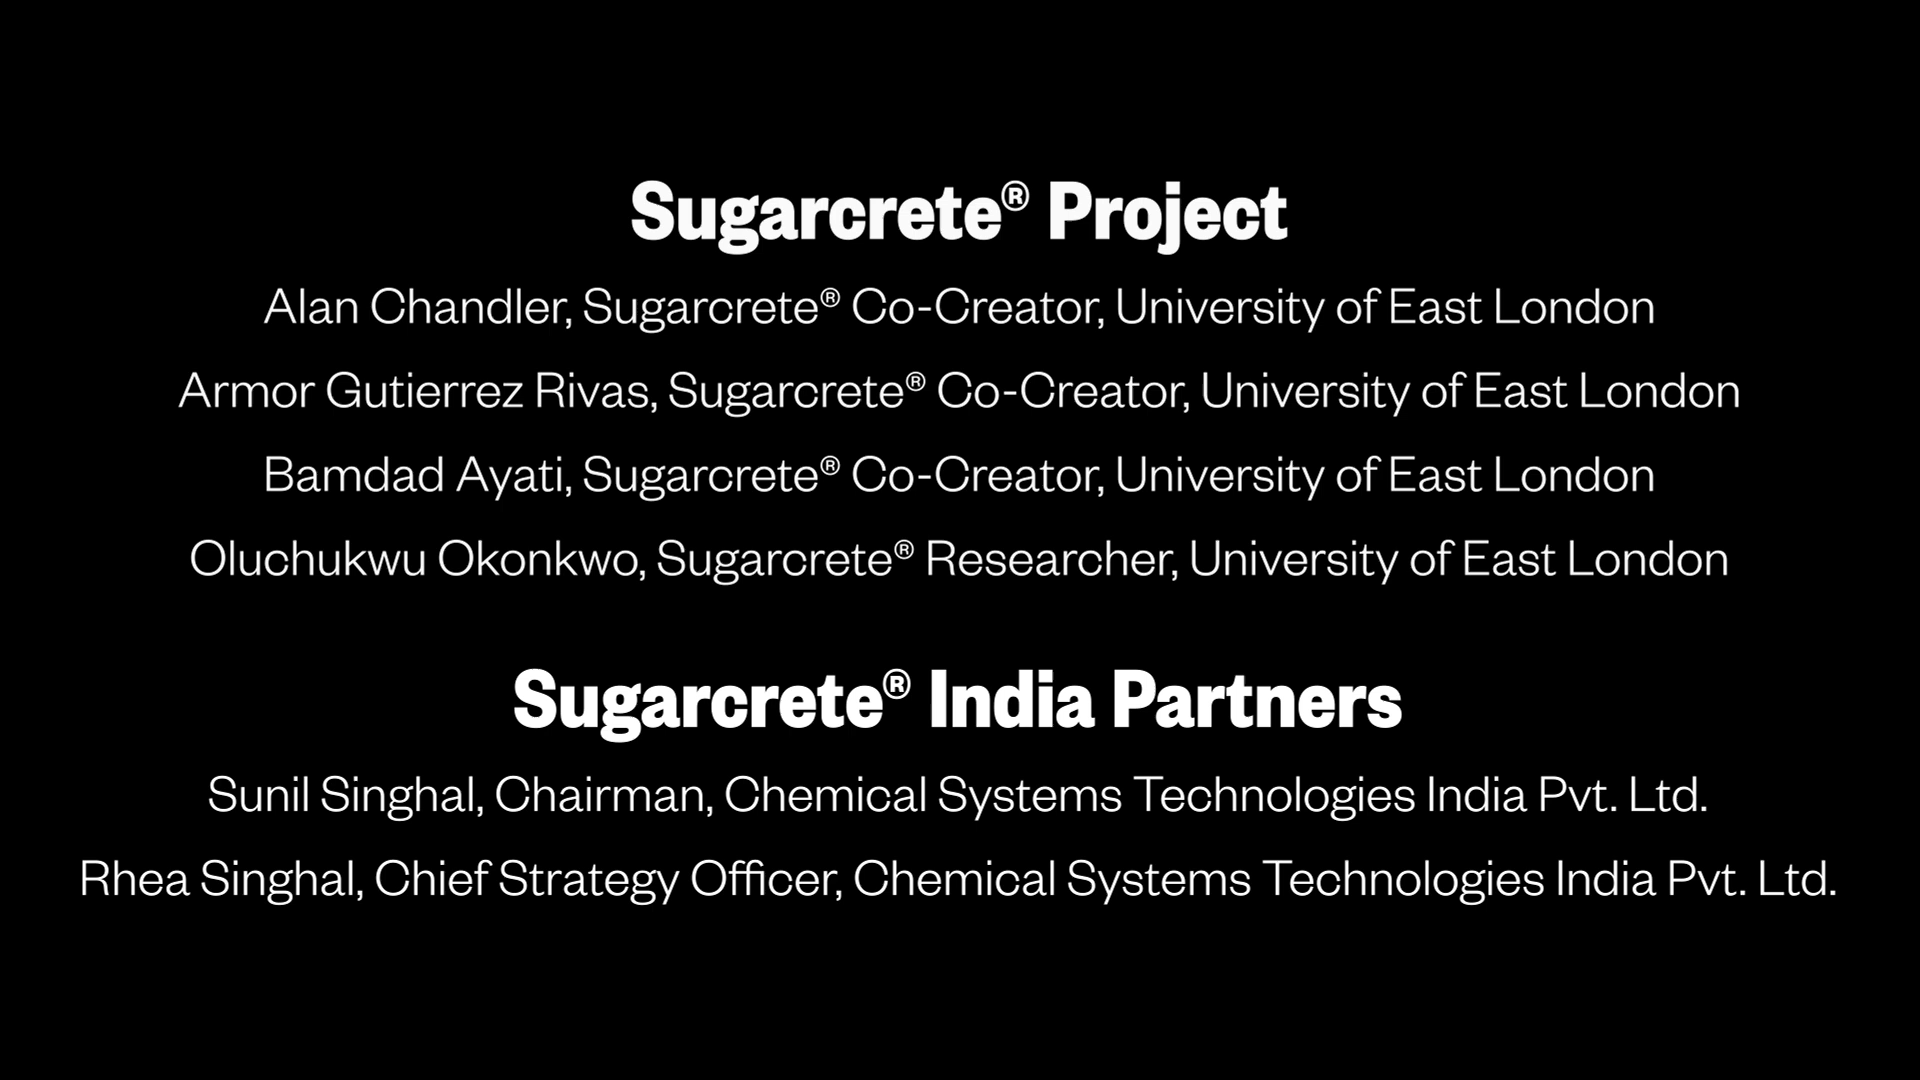 Sugarcrete® Project
Alan Chandler, Sugarcrete® Co-Creator, University of East London
Armor Gutierrez Rivas, Sugarcrete® Co-Creator, University of East London
Bamdad Ayati, Sugarcrete® Co-Creator, University of East London
Oluchukwu Okonkwo, Sugarcrete® Researcher, University of East London
Sugarcrete® India Partners
Sunil Singhal, Chairman, Chemical Systems Technologies India Pvt. Ltd.
Rhea Singhal, Chief Strategy Officer, Chemical Systems Technologies India Pvt. Ltd.